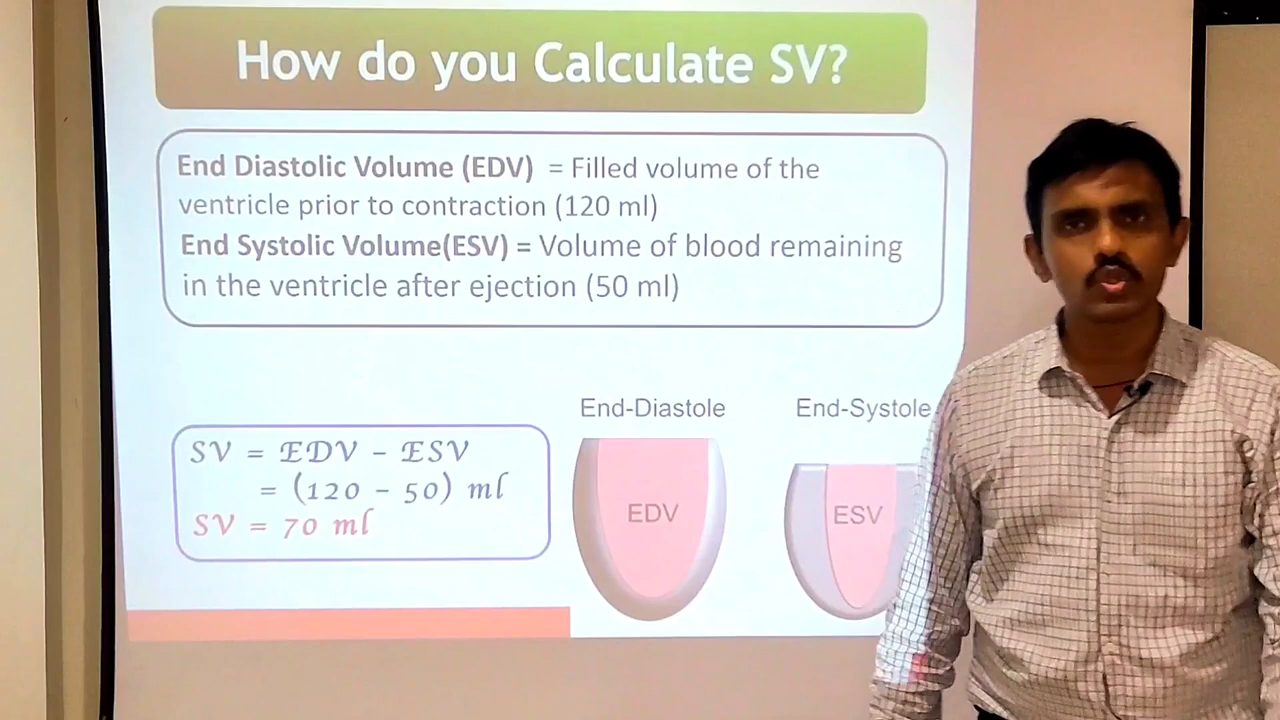 How do you Calculate SV?
End Diastolic Volume (EDV) = Filled volume of the
ventricle prior to contraction (120 ml)
End Systolic Volume(ESV) = Volume of blood remaining
in the ventricle after ejection (50 ml)
SV = EDV - ESV
= (120 - 50) ml
SV = 70 ml
End-Diastole
EDV
End-Systole
ESV